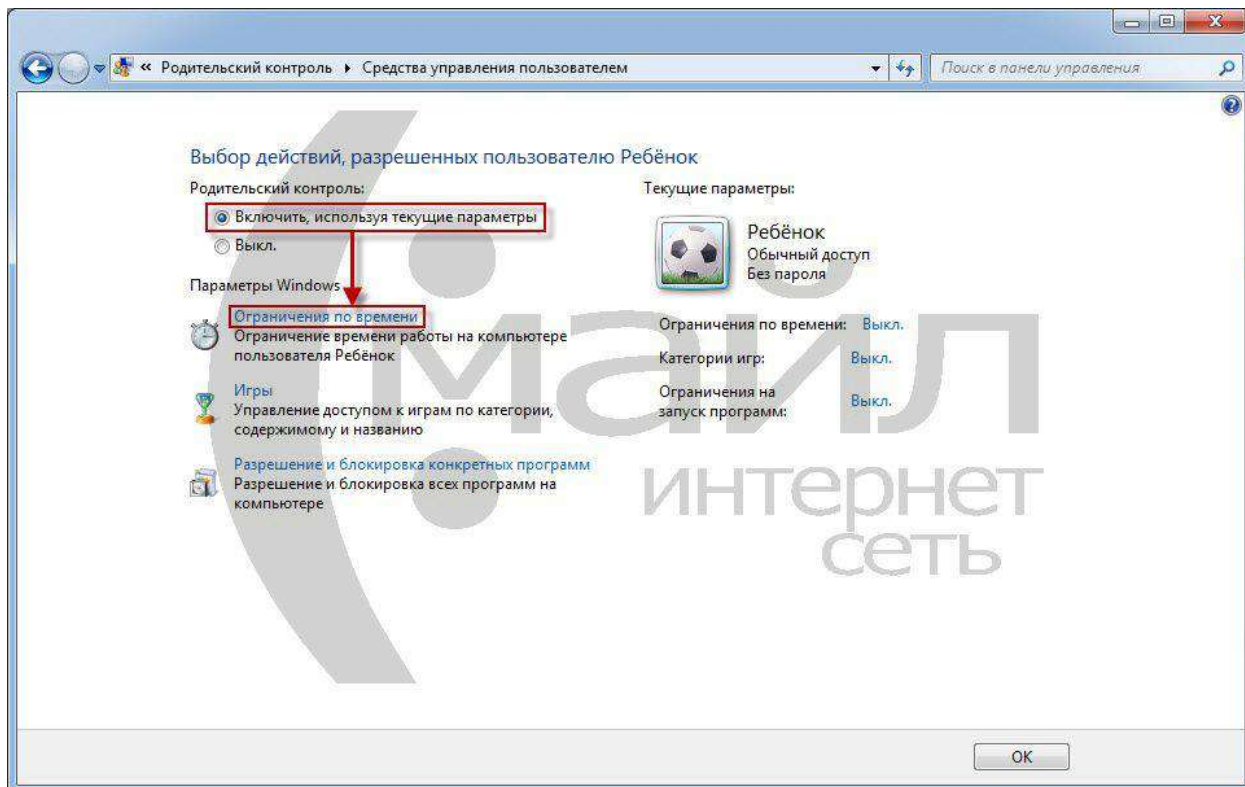 « Родительский контроль ▸ Средства управления пользователем
Поиск в панели управления
Выбор действий, разрешенных пользователю Ребёнок
Родительский контроль:
Включить, используя текущие параметры
Выкл.
Параметры Windows
Ограничения по времени
Ограничение времени работы на компьютере
пользователя Ребёнок
Игры
Управление доступом к играм по категории,
содержимому и названию
Разрешение и блокировка конкретных программ
Разрешение и блокировка всех программ на
компьютере
Текущие параметры:
Ребёнок
Обычный доступ
Без пароля
Ограничения по времени: Выкл.
Категории игр: Выкл.
Ограничения на
запуск программ: Выкл.
смайл
интернет
сеть
OK